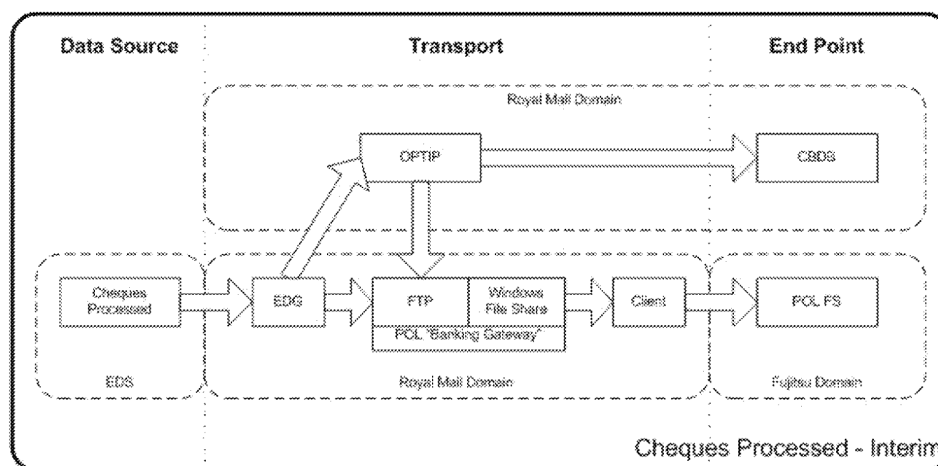 Data Source
Transport
End Point
Royal Mail Domain
OPTIP
CBDS
Cheques
Processed
EDG
FTP
Windows
File Share
POL "Banking Gateway"
Client
POL FS
EDS
Royal Mail Domain
Fujitsu Domain
Cheques Processed - Interim